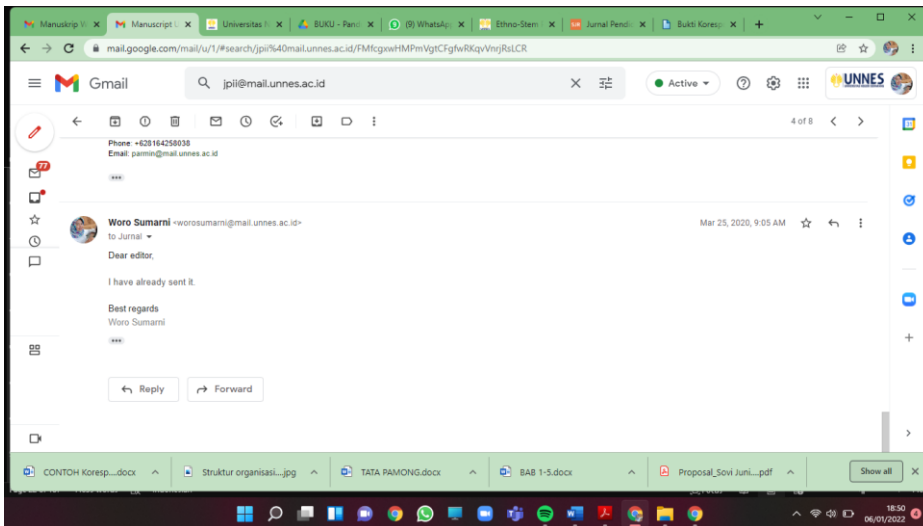 Manuskrip V
Manuscript U
Universitas N
BUKU - Pand
(9) WhatsAp
Ethno-Stem
Jurnal Pendid
Bukti Koresp
mail.google.com/mail/u/1/#search/jpii%40mail.unnes.ac.id/FMfcgxwHMPmVgtCFgfwRKqvVnrjRsLCR
Gmail
jpii@mail.unnes.ac.id
Active
UNNES
4 of 8
77
Phone: +628164258038
Email: parmin@mail.unnes.ac.id
Woro Sumarni <worosumarni@mail.unnes.ac.id>
Mar 25, 2020, 9:05 AM
to Jurnal
Dear editor,
I have already sent it.
Best regards
Woro Sumarni
Reply
Forward
CONTOH Koresp....docx
Struktur organisasi....jpg
TATA PAMONG.docx
BAB 1-5.docx
Proposal_Sovi Juni....pdf
Show all
18:50
06/01/2022